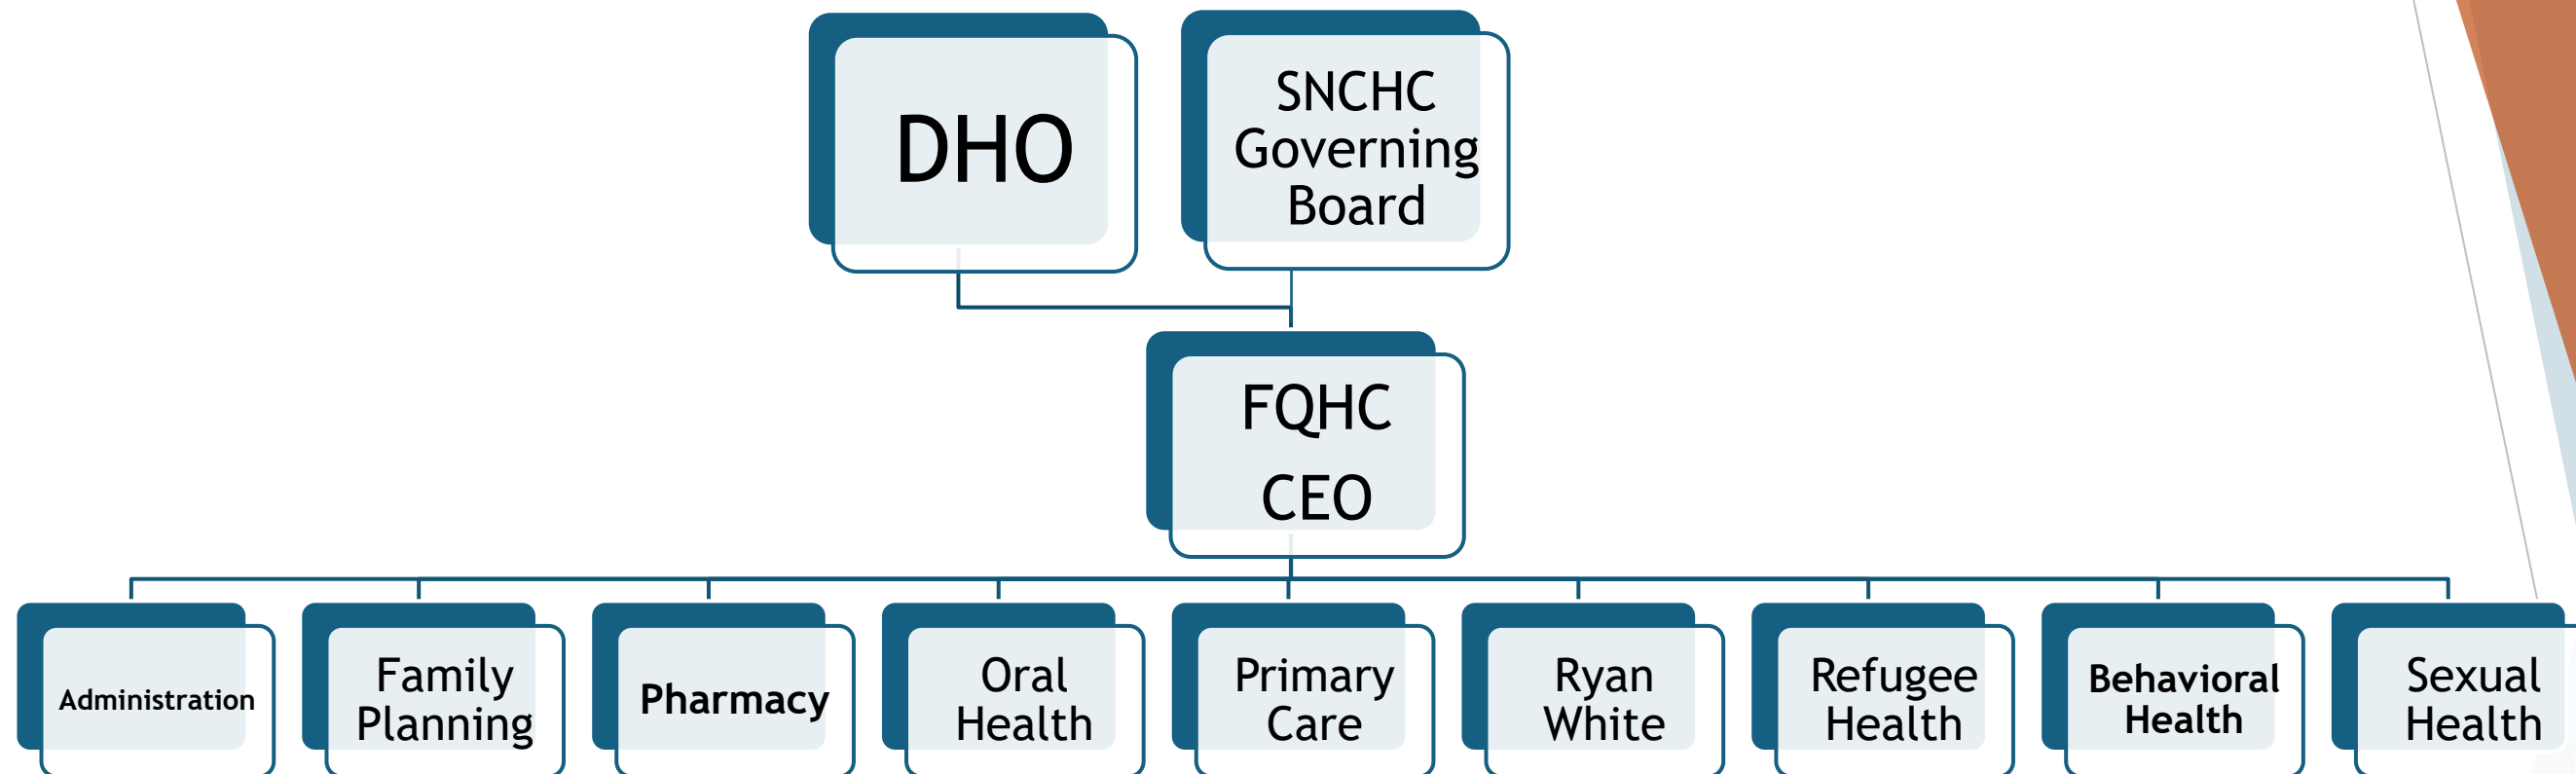 DHO
SNCHC
Governing
Board
FQHC
CEO
Administration
Family
Planning
Pharmacy
Oral
Health
Primary
Care
Ryan
White
Refugee
Health
Behavioral
Health
Sexual
Health